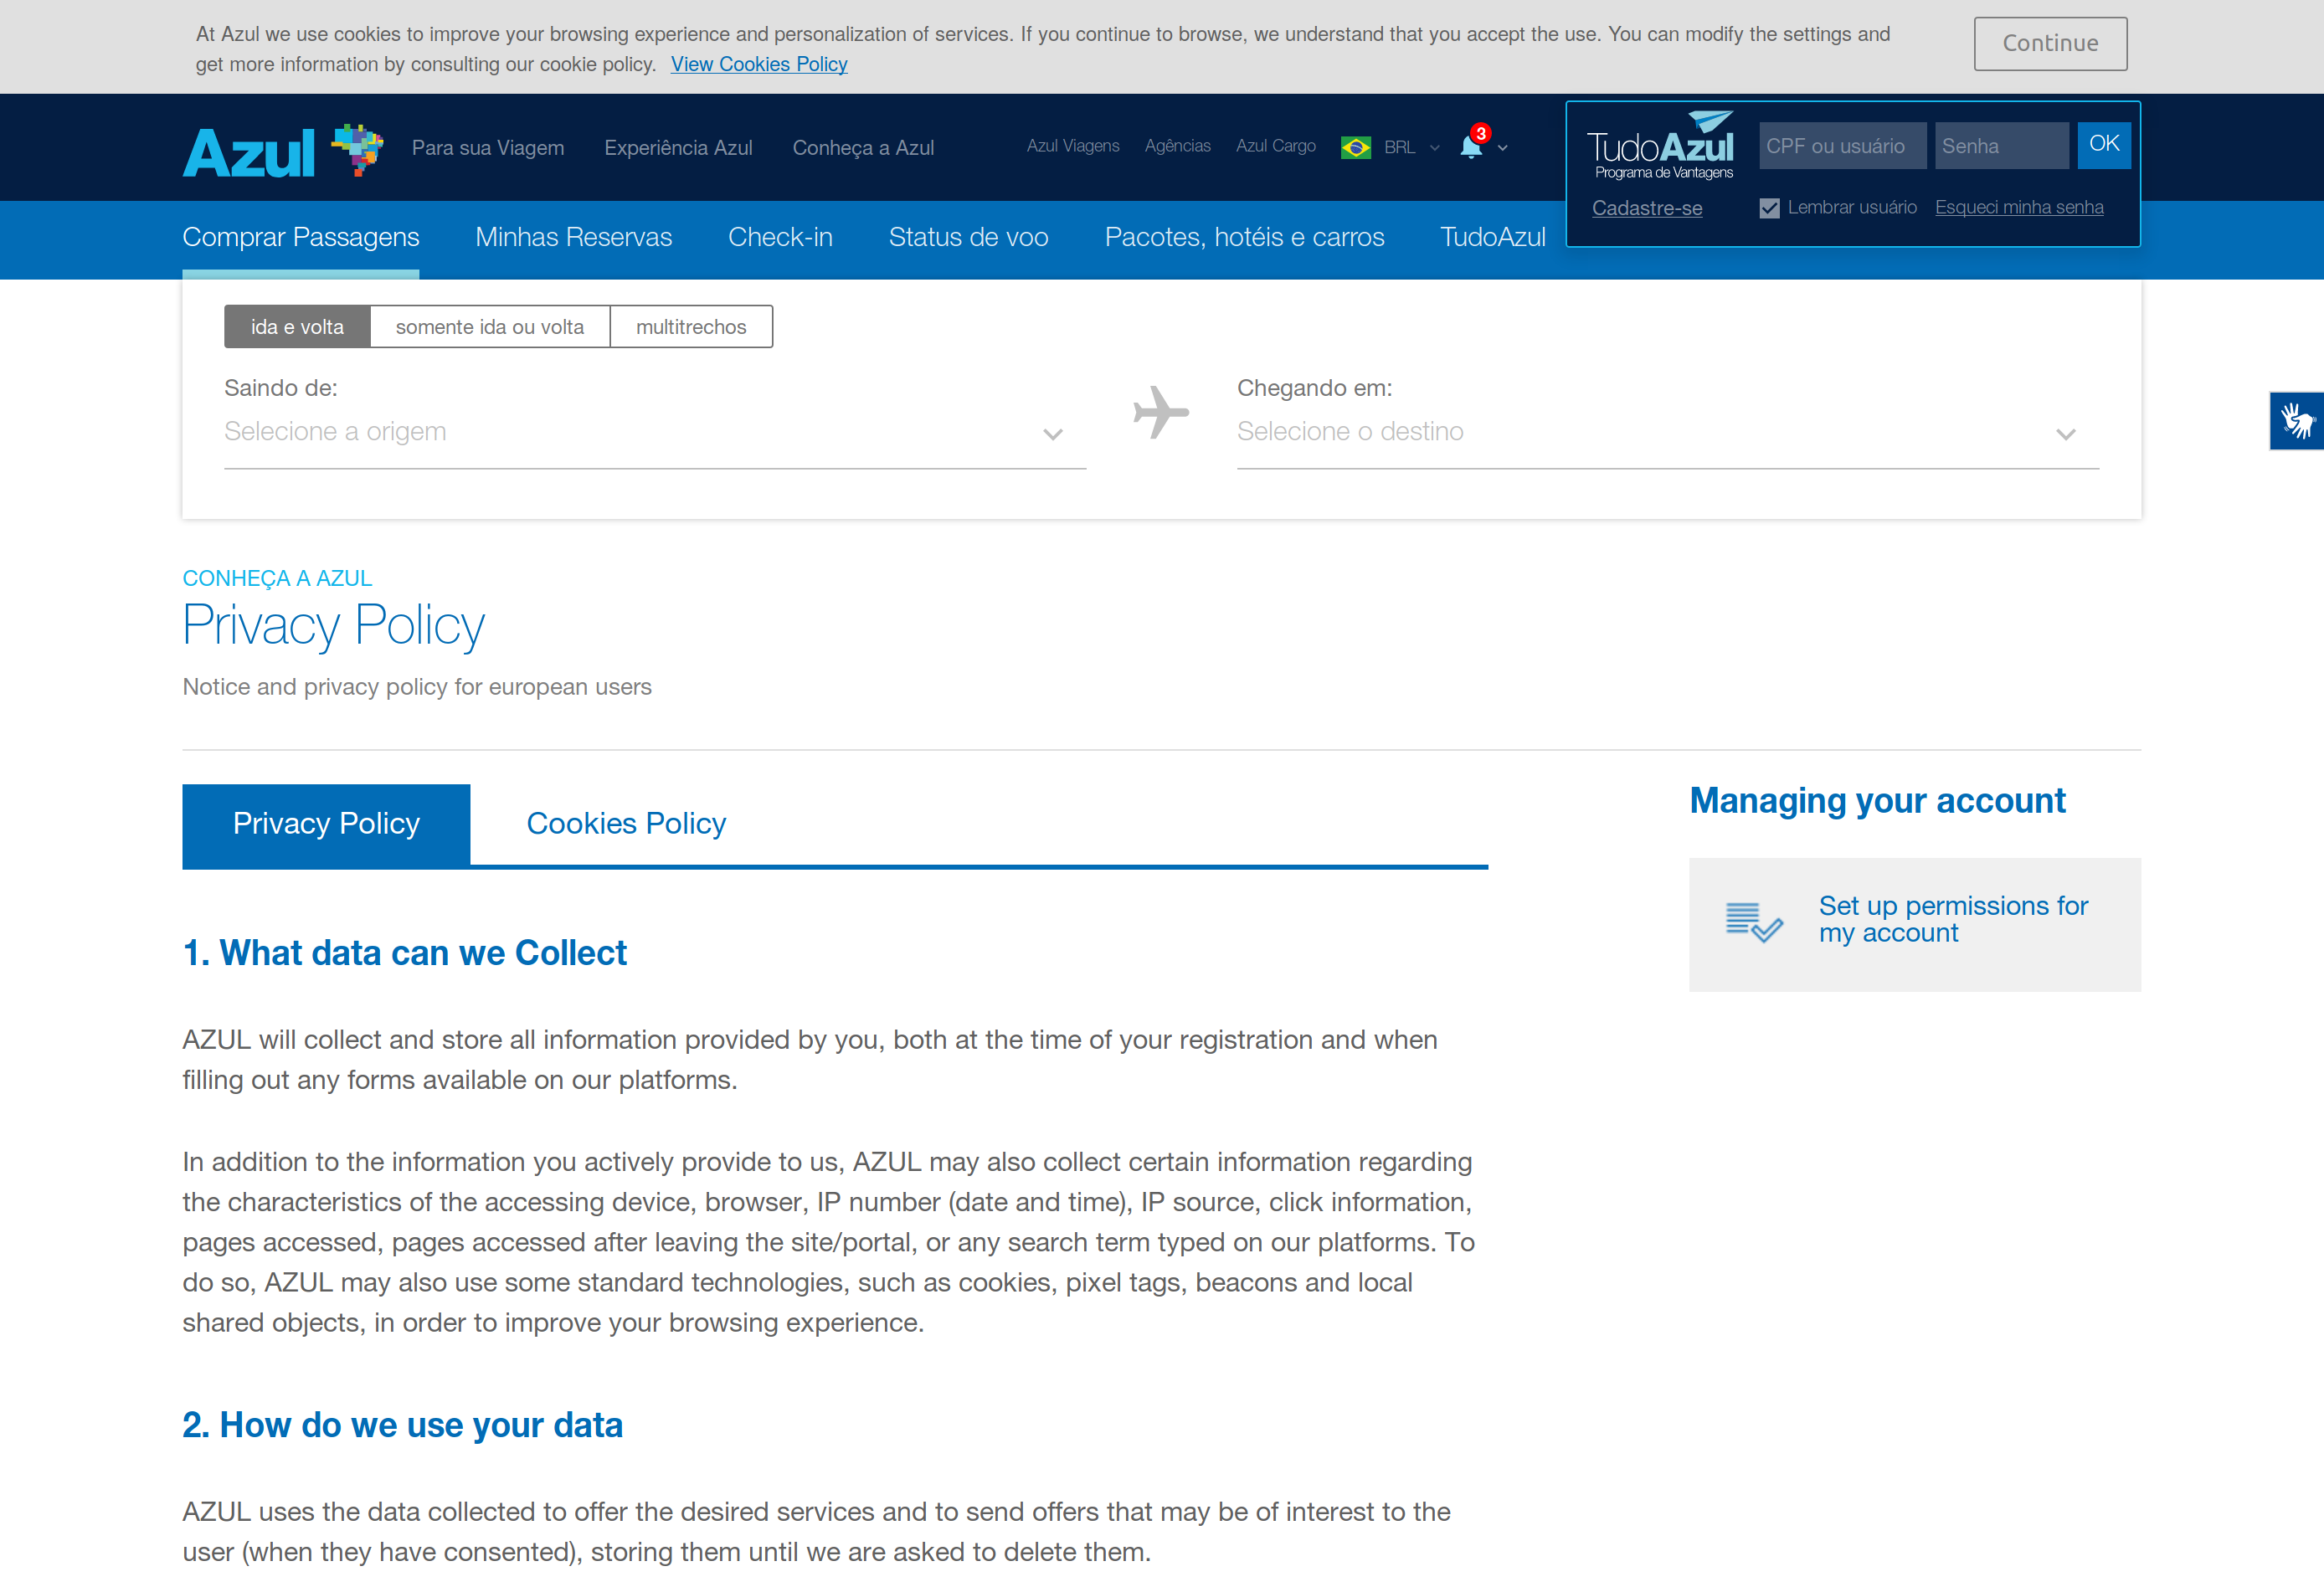 At Azul we use cookies to improve your browsing experience and personalization of services. If you continue to browse, we understand that you accept the use. You can modify the settings and
get more information by consulting our cookie policy. View Cookies Policy
Continue
Azul
Para sua Viagem
Experiência Azul
Conheça a Azul
Azul Viagens
Agências
Azul Cargo
BRL
3
TudoAzul
Programa de Vantagens
CPF ou usuário
Senha
OK
Cadastre-se
Lembrar usuário
Esqueci minha senha
Comprar Passagens
Minhas Reservas
Check-in
Status de voo
Pacotes, hotéis e carros
TudoAzul
ida e volta
somente ida ou volta
multitrechos
Saindo de:
Selecione a origem
Chegando em:
Selecione o destino
CONHEÇA A AZUL
Privacy Policy
Notice and privacy policy for european users
Privacy Policy
Cookies Policy
Managing your account
Set up permissions for
my account
1. What data can we Collect
AZUL will collect and store all information provided by you, both at the time of your registration and when
filling out any forms available on our platforms.
In addition to the information you actively provide to us, AZUL may also collect certain information regarding
the characteristics of the accessing device, browser, IP number (date and time), IP source, click information,
pages accessed, pages accessed after leaving the site/portal, or any search term typed on our platforms. To
do so, AZUL may also use some standard technologies, such as cookies, pixel tags, beacons and local
shared objects, in order to improve your browsing experience.
2. How do we use your data
AZUL uses the data collected to offer the desired services and to send offers that may be of interest to the
user (when they have consented), storing them until we are asked to delete them.